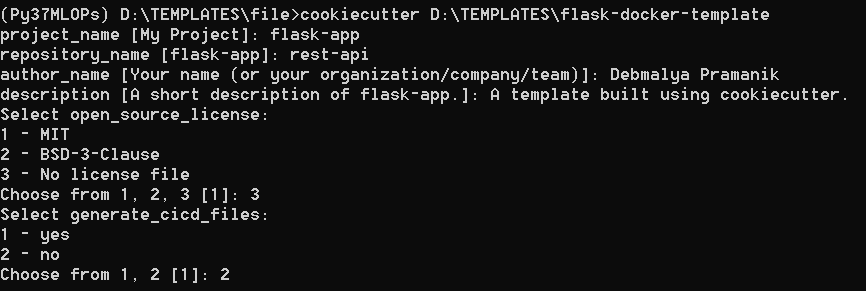 (Py37MLOPs) D:\TEMPLATES\file>cookiecutter D:\TEMPLATES\flask-docker-template
project_name [My Project]: flask-app
repository_name [flask-app]: rest-api
author_name [Your name (or your organization/company/team)]: Debmalya Pramanik
description [A short description of flask-app.]: A template built using cookiecutter.
Select open_source_license:
1 - MIT
2 - BSD-3-Clause
3 - No license file
Choose from 1, 2, 3 [1]: 3
Select generate_cicd_files:
1 - yes
2 - no
Choose from 1, 2 [1]: 2